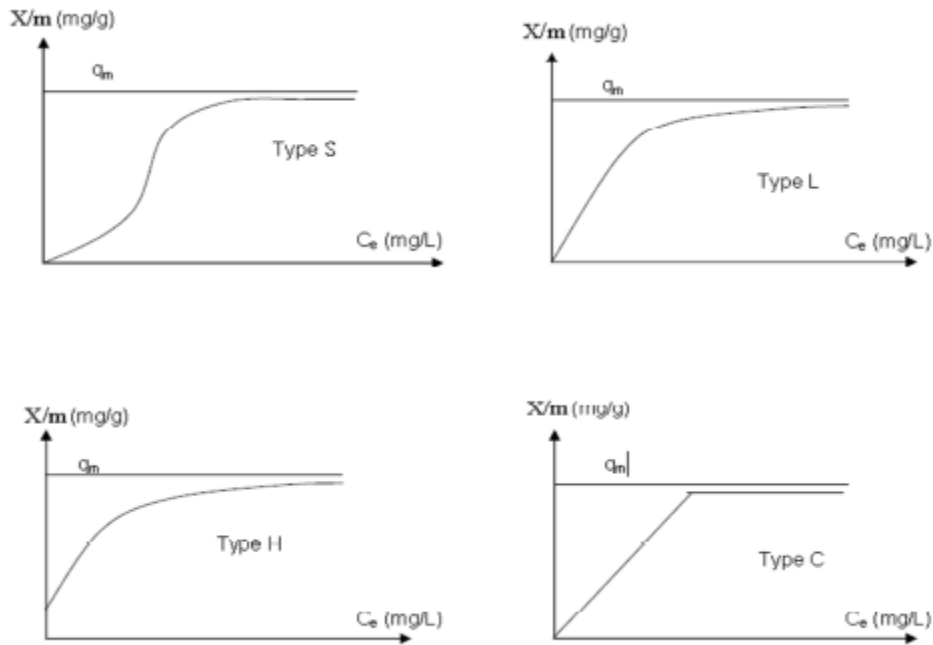 X/m (mg/g)
qm
Type S
Ce (mg/L)
X/m (mg/g)
qm
Type L
Ce (mg/L)
X/m (mg/g)
qm
Type H
Ce (mg/L)
X/m (mg/g)
qm
Type C
Ce (mg/L)